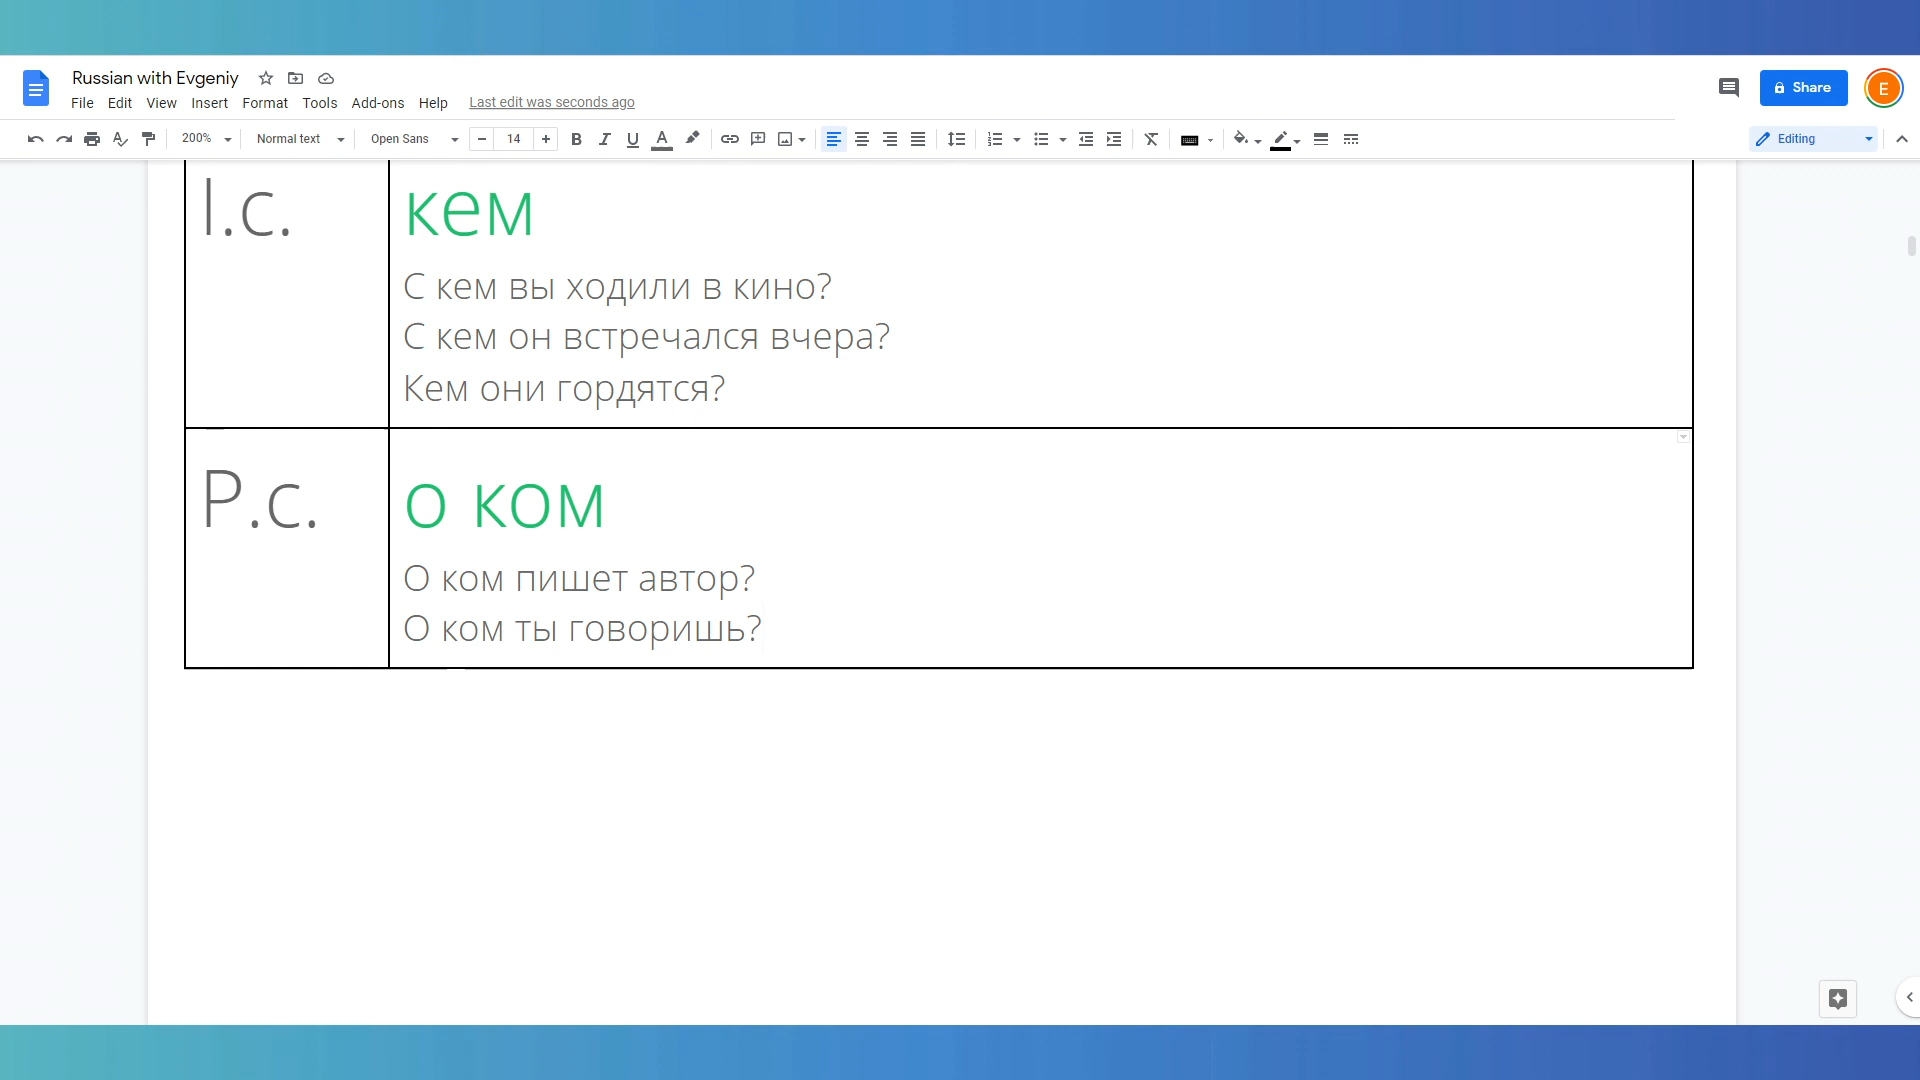 Russian with Evgeniy
File Edit View Insert Format Tools Add-ons Help Last edit was seconds ago
Share
E
200% Normal text Open Sans 14 Editing
I.c. кем
С кем вы ходили в кино?
С кем он встречался вчера?
Кем они гордятся?
P.c. о ком
О ком пишет автор?
О ком ты говоришь?